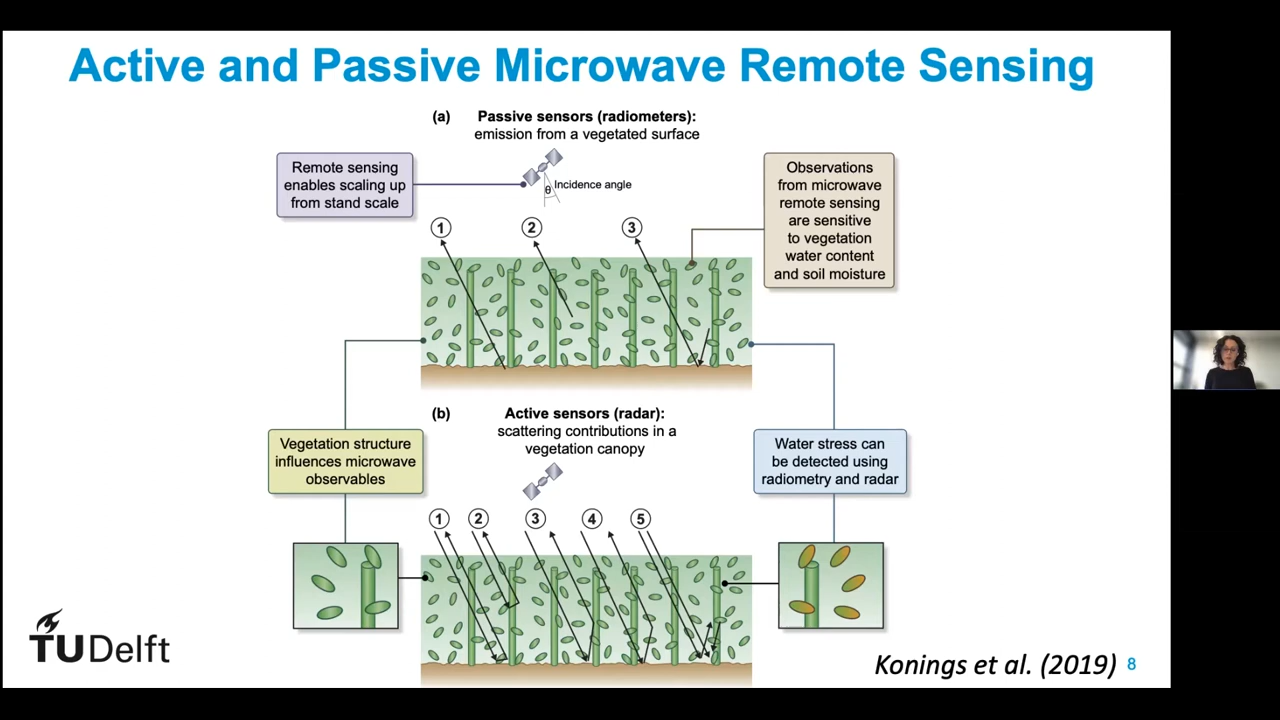 Active and Passive Microwave Remote Sensing
(a) Passive sensors (radiometers):
emission from a vegetated surface
Remote sensing
enables scaling up
from stand scale
θ Incidence angle
Observations
from microwave
remote sensing
are sensitive
to vegetation
water content
and soil moisture
1 2 3
(b) Active sensors (radar):
scattering contributions in a
vegetation canopy
Vegetation structure
influences microwave
observables
Water stress can
be detected using
radiometry and radar
1 2 3 4 5
TUDelft
Konings et al. (2019) 8